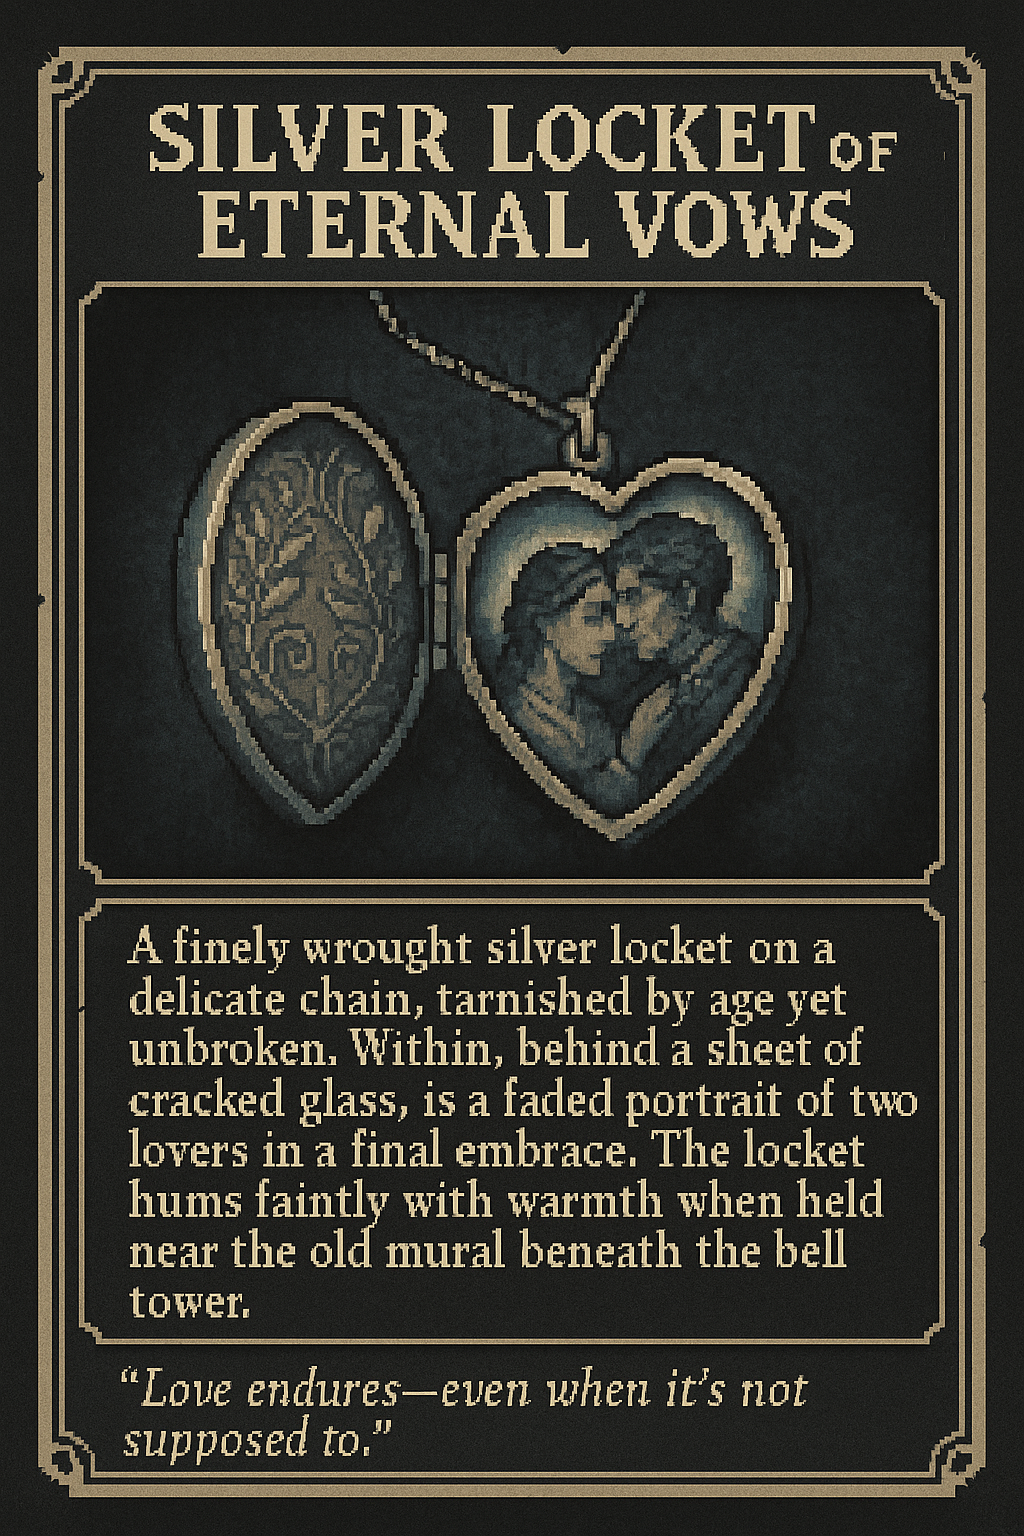 SILVER LOCKET OF
ETERNAL VOWS
A finely wrought silver locket on a
delicate chain, tarnished by age yet
unbroken. Within, behind a sheet of
cracked glass, is a faded portrait of two
lovers in a final embrace. The locket
hums faintly with warmth when held
near the old mural beneath the bell
tower.
“Love endures—even when it’s not
supposed to.”